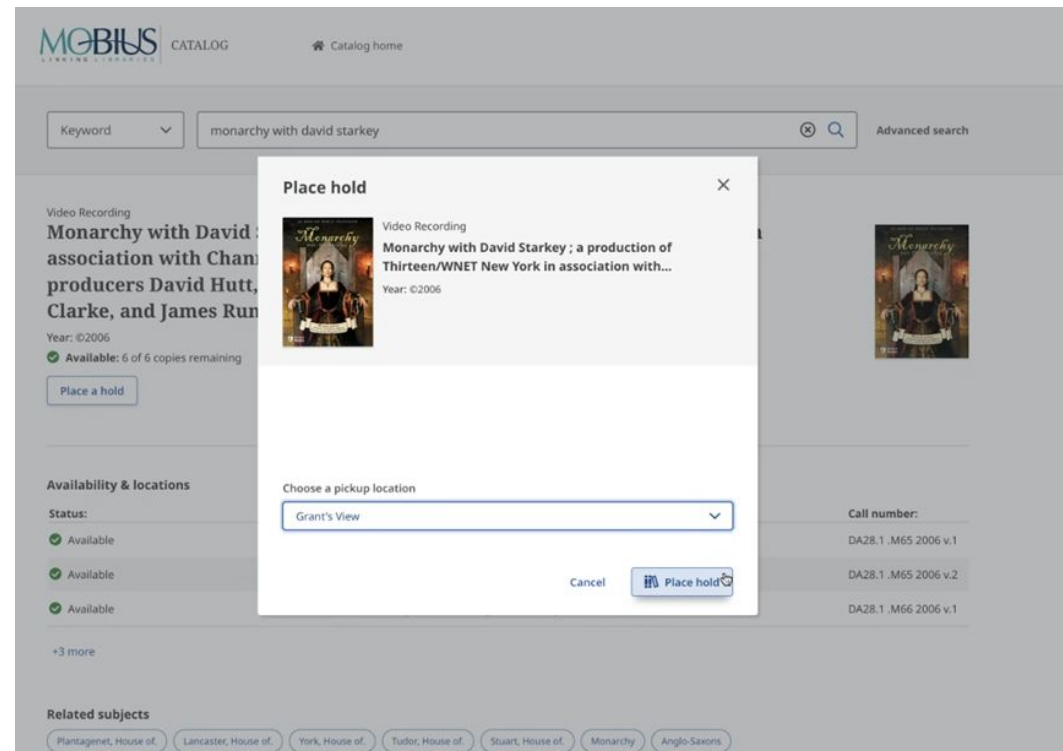 MOBIUS
LINKING LIBRARIES
CATALOG
Catalog home
Keyword
monarchy with david starkey
Advanced search
Video Recording
Monarchy with David
association with Chan
producers David Hutt,
Clarke, and James Run
Year: ©2006
Available: 6 of 6 copies remaining
Place a hold
Place hold
Video Recording
Monarchy with David Starkey ; a production of
Thirteen/WNET New York in association with...
Year: ©2006
Monarchy
Monarchy
Choose a pickup location
Grant's View
Cancel
Place hold
Availability & locations
Status:
Call number:
Available
DA28.1 .M65 2006 v.1
Available
DA28.1 .M65 2006 v.2
Available
DA28.1 .M66 2006 v.1
+3 more
Related subjects
Plantagenet, House of.
Lancaster, House of.
York, House of.
Tudor, House of.
Stuart, House of.
Monarchy
Anglo-Saxons